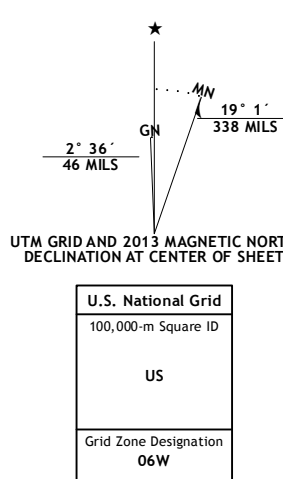 ★
MN
19° 1´
338 MILS
GN
2° 36´
46 MILS
UTM GRID AND 2013 MAGNETIC NORT
DECLINATION AT CENTER OF SHEET
U.S. National Grid
100,000-m Square ID
US
Grid Zone Designation
06W